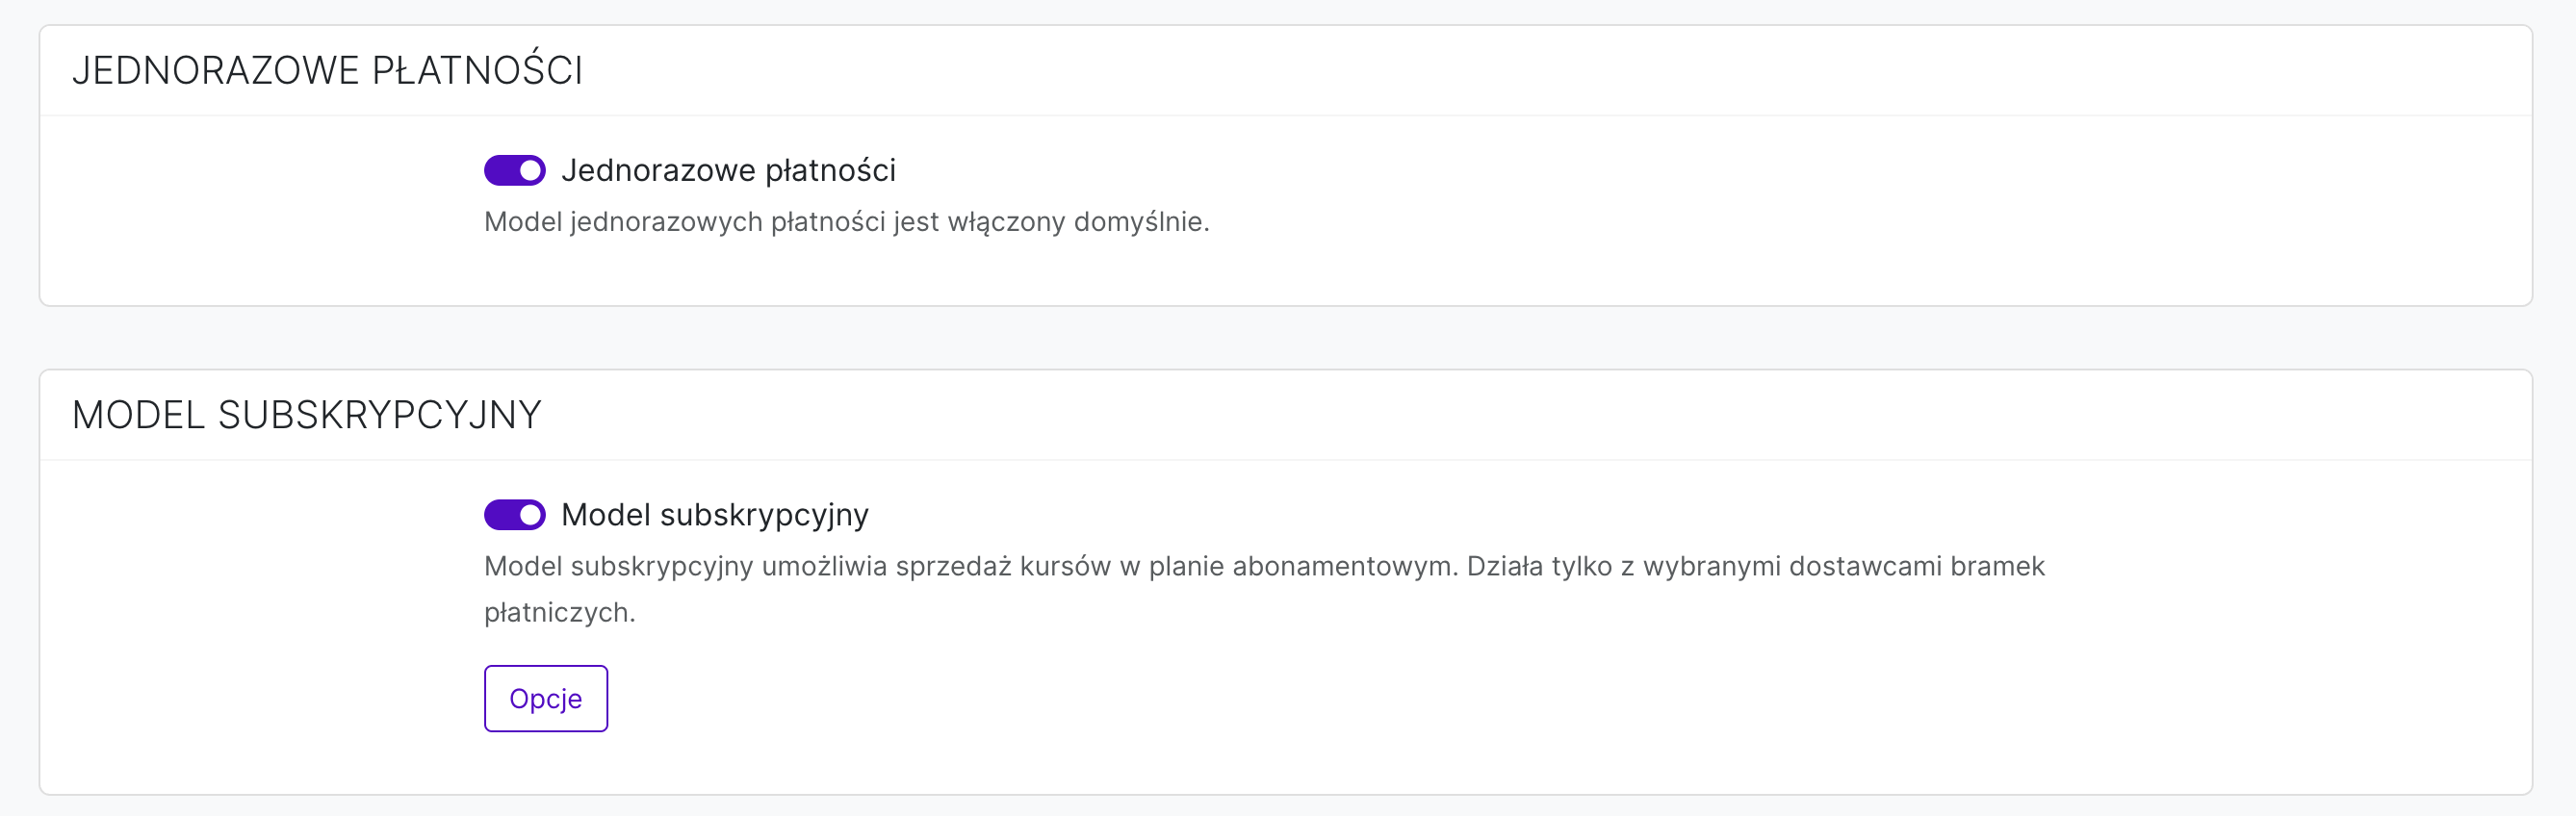 JEDNORAZOWE PŁATNOŚCI
Jednorazowe płatności
Model jednorazowych płatności jest włączony domyślnie.
MODEL SUBSKRYPCYJNY
Model subskrypcyjny
Model subskrypcyjny umożliwia sprzedaż kursów w planie abonamentowym. Działa tylko z wybranymi dostawcami bramek
płatniczych.
Opcje